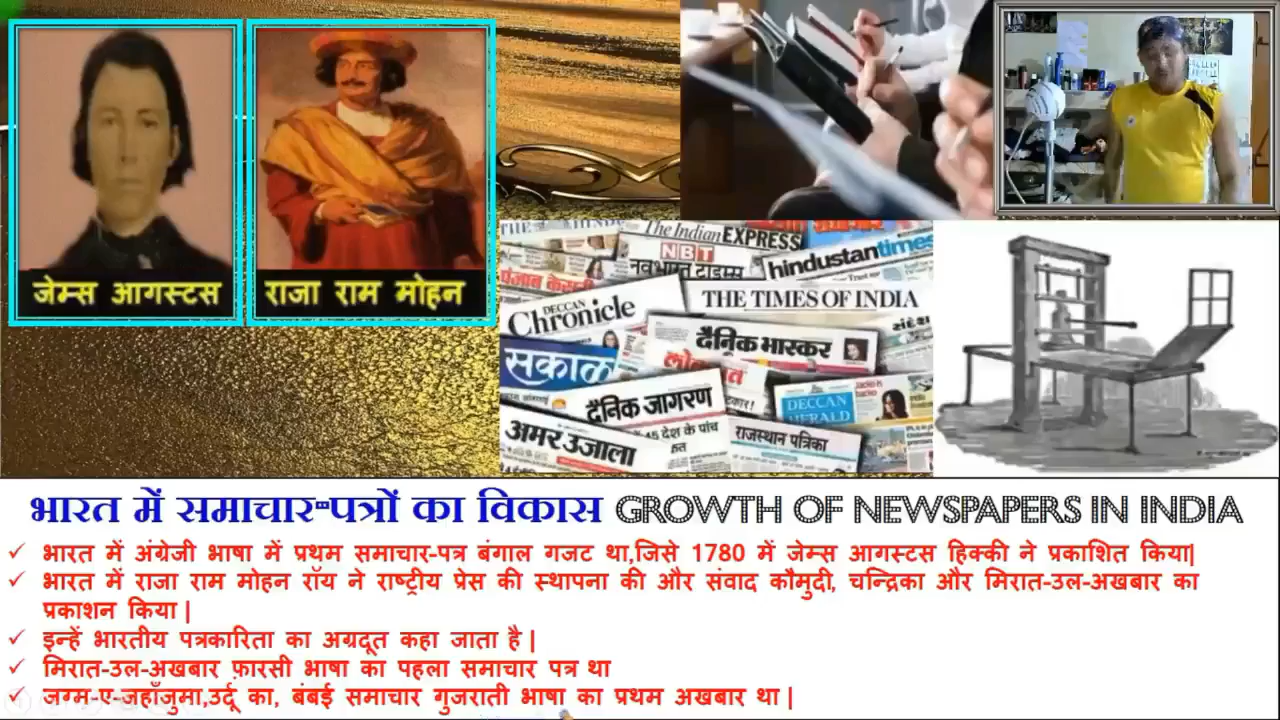 जेम्स आगस्टस
राजा राम मोहन
The Indian EXPRESS
NBT
नवभारत टाइम्स
hindustantimes
पंजाब केसरी
DECCAN
Chronicle
THE TIMES OF INDIA
दैनिक भास्कर
सकाळ
दैनिक जागरण
DECCAN
HERALD
45 देश के पांच
अमर उजाला
राजस्थान पत्रिका
भारत में समाचार-पत्रों का विकास GROWTH OF NEWSPAPERS IN INDIA
✓ भारत में अंग्रेजी भाषा में प्रथम समाचार-पत्र बंगाल गजट था,जिसे 1780 में जेम्स आगस्टस हिक्की ने प्रकाशित किया|
✓ भारत में राजा राम मोहन रॉय ने राष्ट्रीय प्रेस की स्थापना की और संवाद कौमुदी, चन्द्रिका और मिरात-उल-अखबार का
प्रकाशन किया |
✓ इन्हें भारतीय पत्रकारिता का अग्रदूत कहा जाता है |
✓ मिरात-उल-अखबार फ़ारसी भाषा का पहला समाचार पत्र था
✓ जग्म-ए-जहाँजुमा,उर्दू का, बंबई समाचार गुजराती भाषा का प्रथम अखबार था |